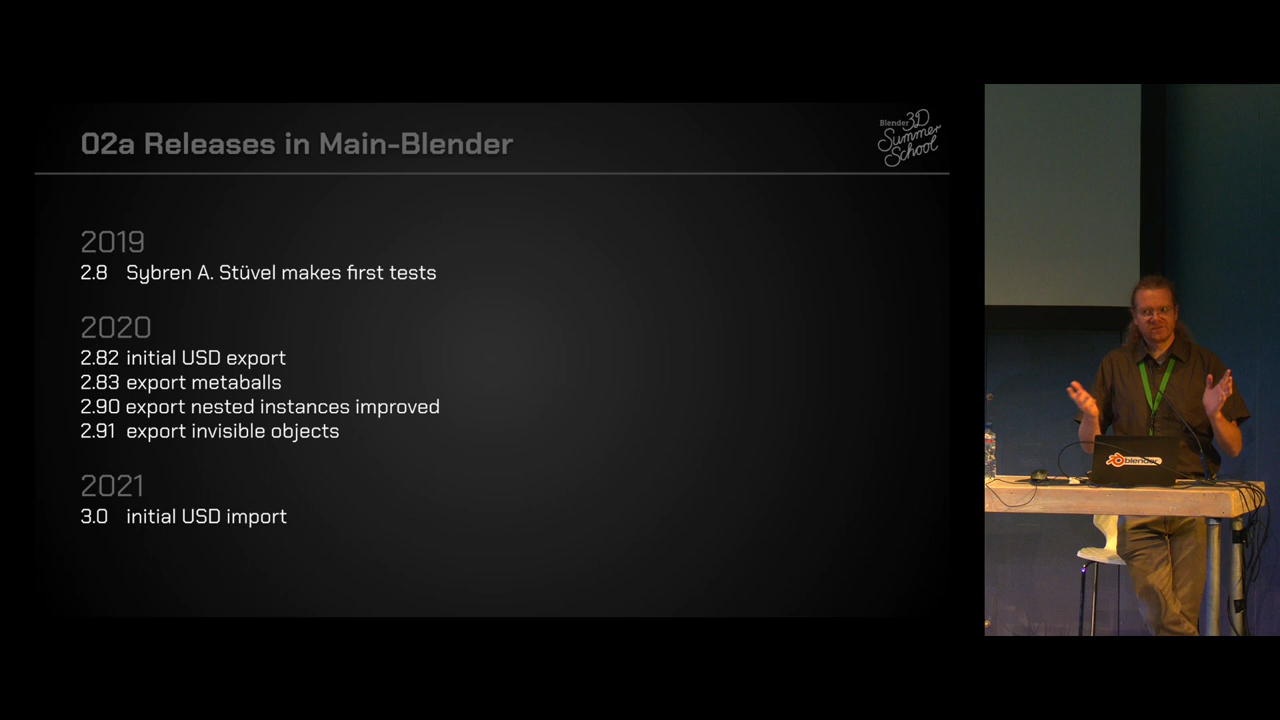 02a Releases in Main-Blender
Blender 3D
Summer
School
2019
2.8 Sybren A. Stüvel makes first tests
2020
2.82 initial USD export
2.83 export metaballs
2.90 export nested instances improved
2.91 export invisible objects
2021
3.0 initial USD import
blender